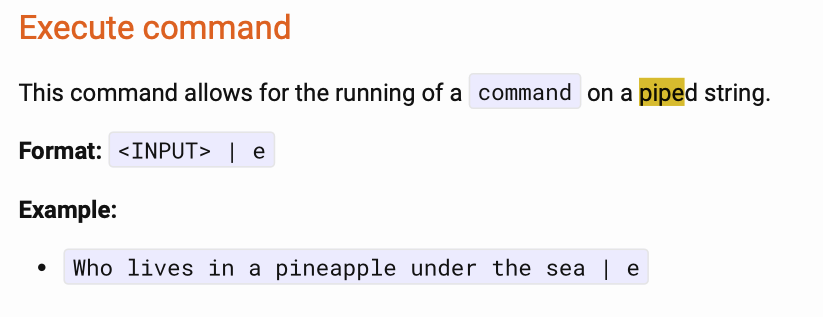 Execute command
This command allows for the running of a command on a piped string.
Format: <INPUT> | e
Example:
• Who lives in a pineapple under the sea | e